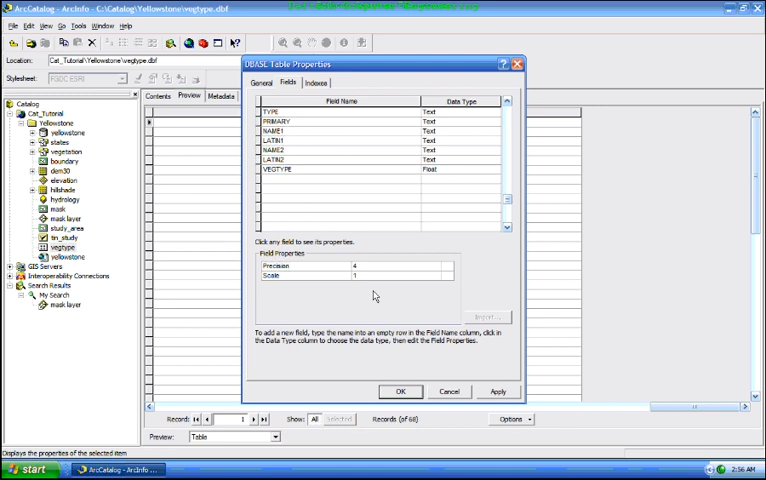 ArcCatalog - ArcInfo - C:\Catalog\Yellowstone\vegtype.dbf
File Edit View Go Tools Window Help
Location: Cat_Tutorial\Yellowstone\vegtype.dbf
Stylesheet: FGDC ESRI
Catalog
Cat_Tutorial
Yellowstone
yellowstone
states
vegetation
boundary
dem30
elevation
hillshade
hydrology
mask
mask layer
study_area
tin_study
vegtype
yellowstone
GIS Servers
Interoperability Connections
Search Results
My Search
mask layer
Contents Preview Metadata
DBASE Table Properties
General Fields Indexes
Field Name Data Type
TYPE Text
PRIMARY Text
NAME1 Text
LATIN1 Text
NAME2 Text
LATIN2 Text
VEGTYPE Float
Click any field to see its properties.
Field Properties
Precision 4
Scale 1
Import...
To add a new field, type the name into an empty row in the Field Name column, click in
the Data Type column to choose the data type, then edit the Field Properties.
OK Cancel Apply
Record: 1 Show: All Selected Records (of 68) Options
Preview: Table
Displays the properties of the selected item
start ArcCatalog - ArcInfo ... 2:56 AM